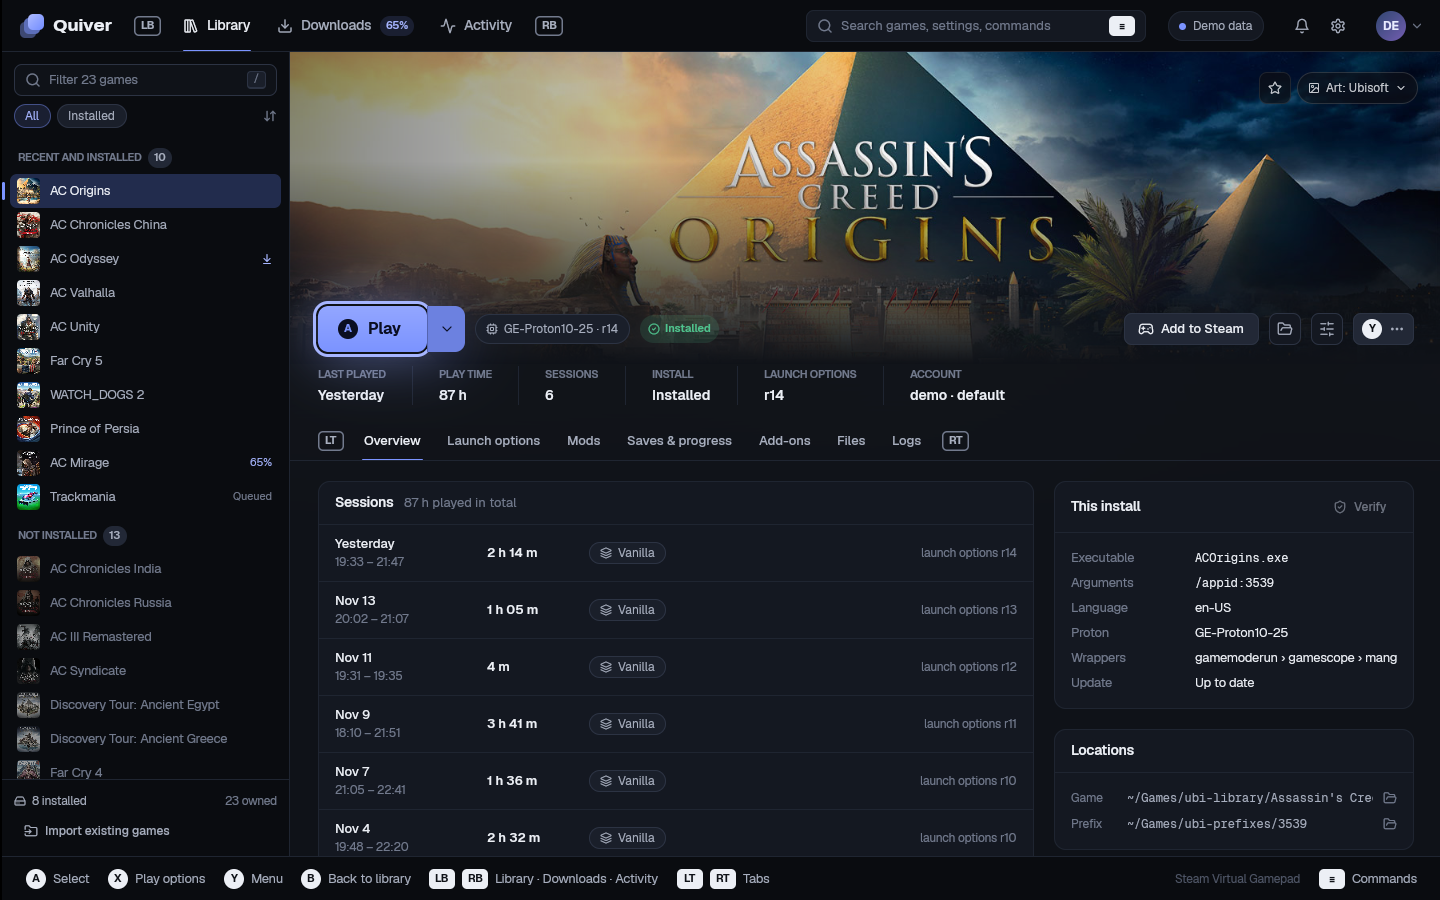 Quiver
LB
Library
Downloads 65%
Activity
RB
Search games, settings, commands
Demo data
DE
Filter 23 games /
All
Installed
RECENT AND INSTALLED 10
AC Origins
AC Chronicles China
AC Odyssey
AC Valhalla
AC Unity
Far Cry 5
WATCH_DOGS 2
Prince of Persia
AC Mirage 65%
Trackmania Queued
NOT INSTALLED 13
AC Chronicles India
AC Chronicles Russia
AC III Remastered
AC Syndicate
Discovery Tour: Ancient Egypt
Discovery Tour: Ancient Greece
Far Cry 4
8 installed 23 owned
Import existing games
Art: Ubisoft
ASSASSIN'S
CREED
ORIGINS
A Play
GE-Proton10-25 · r14
Installed
Add to Steam
Y
LAST PLAYED
Yesterday
PLAY TIME
87 h
SESSIONS
6
INSTALL
Installed
LAUNCH OPTIONS
r14
ACCOUNT
demo · default
LT Overview Launch options Mods Saves & progress Add-ons Files Logs RT
Sessions 87 h played in total
Yesterday
19:33 – 21:47
2 h 14 m
Vanilla
launch options r14
Nov 13
20:02 – 21:07
1 h 05 m
Vanilla
launch options r13
Nov 11
19:31 – 19:35
4 m
Vanilla
launch options r12
Nov 9
18:10 – 21:51
3 h 41 m
Vanilla
launch options r11
Nov 7
21:05 – 22:41
1 h 36 m
Vanilla
launch options r10
Nov 4
19:48 – 22:20
2 h 32 m
Vanilla
launch options r10
This install Verify
Executable ACOrigins.exe
Arguments /appid:3539
Language en-US
Proton GE-Proton10-25
Wrappers gamemoderun › gamescope › mang
Update Up to date
Locations
Game ~/Games/ubi-library/Assassin's Cre
Prefix ~/Games/ubi-prefixes/3539
A Select X Play options Y Menu B Back to library LB RB Library · Downloads · Activity LT RT Tabs
Steam Virtual Gamepad
Commands